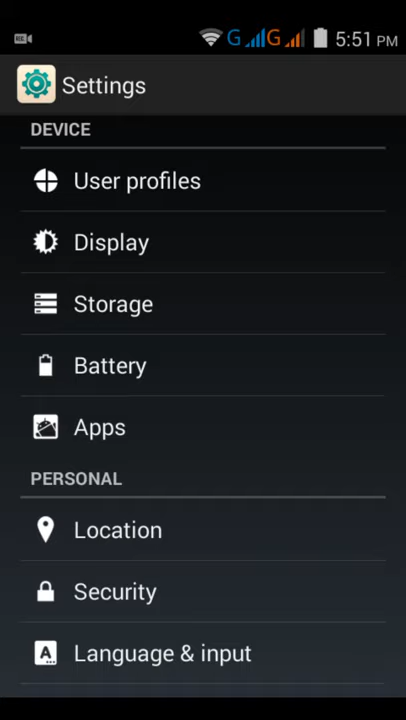 G G 5:51 PM
Settings
DEVICE
User profiles
Display
Storage
Battery
Apps
PERSONAL
Location
Security
Language & input